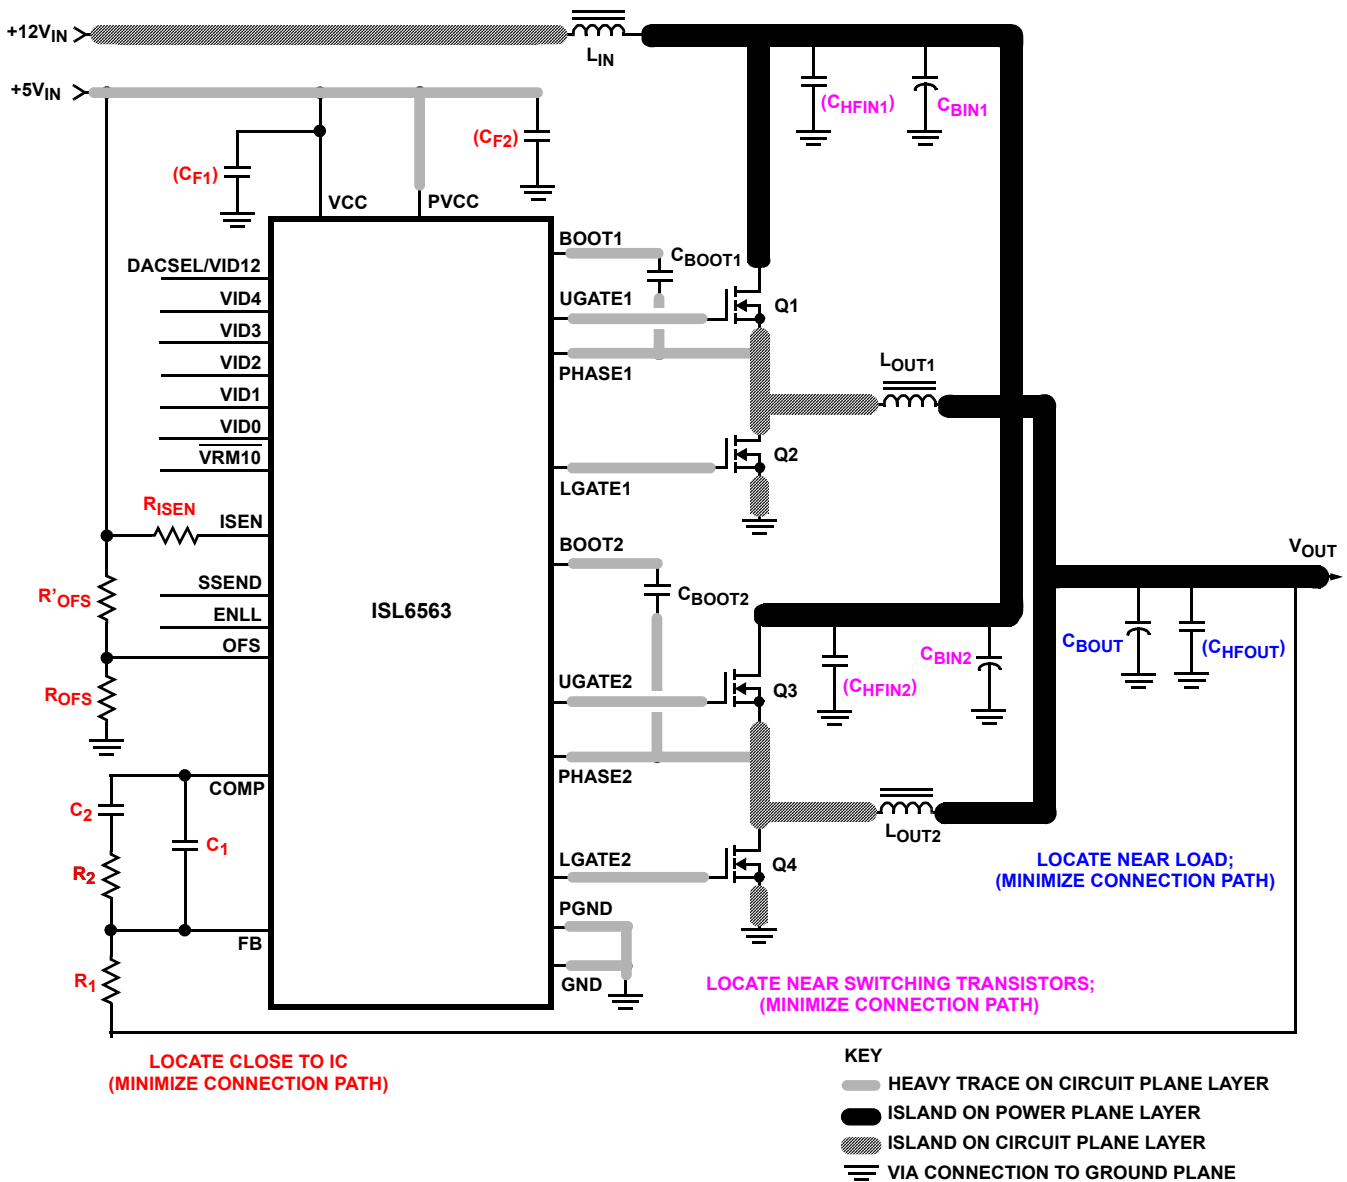 +12VIN
LIN
+5VIN
(CHFIN1)
CBIN1
(CF2)
(CF1)
VCC
PVCC
BOOT1
CBOOT1
DACSEL/VID12
VID4
UGATE1
Q1
VID3
VID2
PHASE1
LOUT1
VID1
VID0
VRM10
Q2
LGATE1
RISEN
ISEN
BOOT2
VOUT
SSEND
R'OFS
CBOOT2
ISL6563
ENLL
OFS
CBOUT
(CHFOUT)
CBIN2
(CHFIN2)
UGATE2
Q3
ROFS
PHASE2
COMP
C2
C1
LOUT2
R2
LGATE2
Q4
LOCATE NEAR LOAD;
(MINIMIZE CONNECTION PATH)
PGND
FB
R1
GND
LOCATE NEAR SWITCHING TRANSISTORS;
(MINIMIZE CONNECTION PATH)
LOCATE CLOSE TO IC
(MINIMIZE CONNECTION PATH)
KEY
HEAVY TRACE ON CIRCUIT PLANE LAYER
ISLAND ON POWER PLANE LAYER
ISLAND ON CIRCUIT PLANE LAYER
VIA CONNECTION TO GROUND PLANE